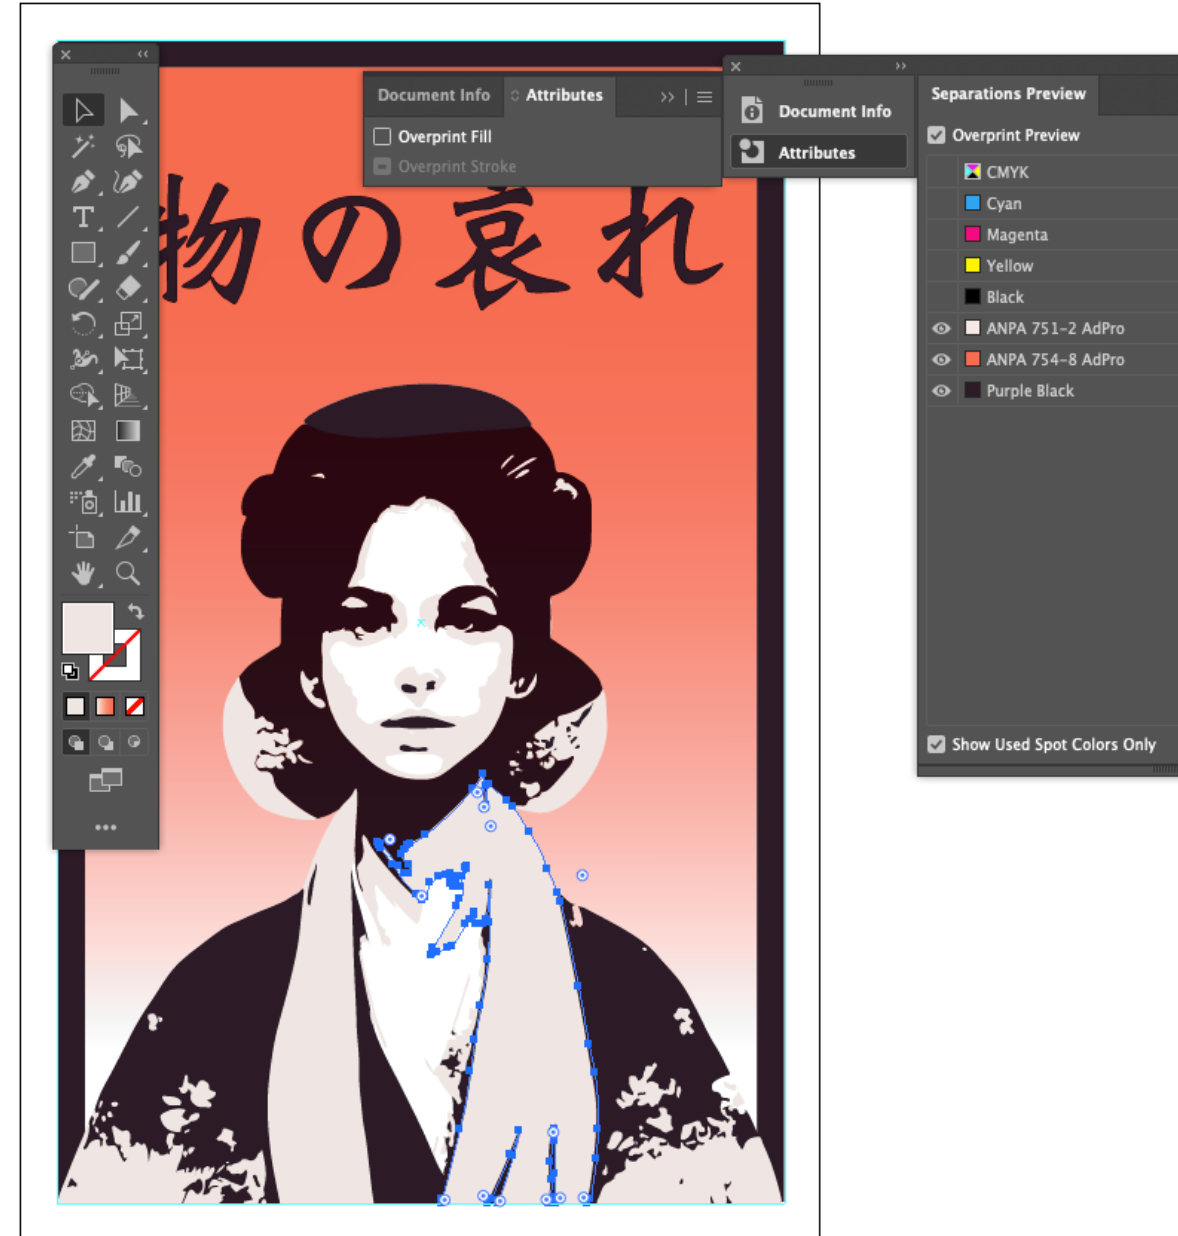 Document Info
Attributes
Overprint Fill
Overprint Stroke
Document Info
Attributes
Separations Preview
Overprint Preview
CMYK
Cyan
Magenta
Yellow
Black
ANPA 751-2 AdPro
ANPA 754-8 AdPro
Purple Black
Show Used Spot Colors Only
物の哀れ